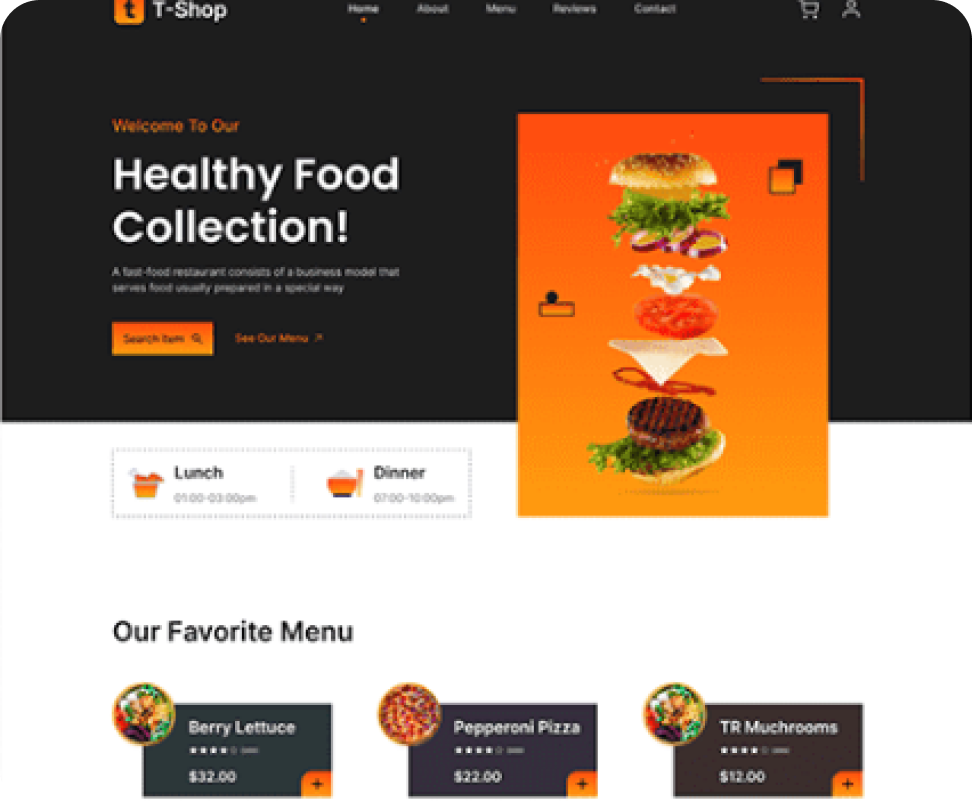 t T-Shop
Home About Menu Reviews Contact
Welcome To Our
Healthy Food
Collection!
A fast-food restaurant consists of a business model that
serves food usually prepared in a special way
Search Item See Our Menu
Lunch
01:00-03:00pm
Dinner
07:00-10:00pm
Our Favorite Menu
Berry Lettuce
$32.00
+
Pepperoni Pizza
$22.00
+
TR Muchrooms
$12.00
+